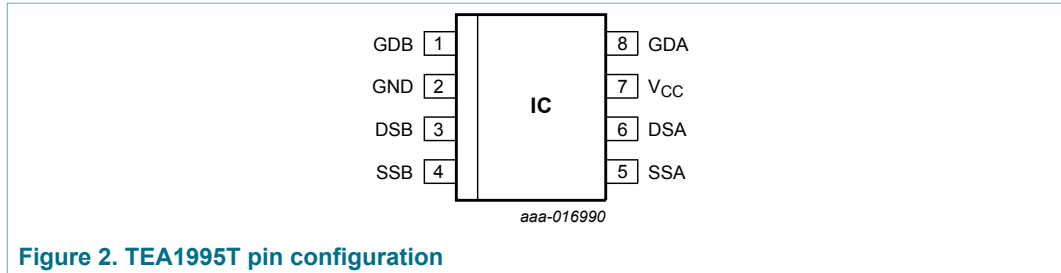 GDB 1 8 GDA
GND 2 7 VCC
IC
DSB 3 6 DSA
SSB 4 5 SSA
aaa-016990
Figure 2. TEA1995T pin configuration